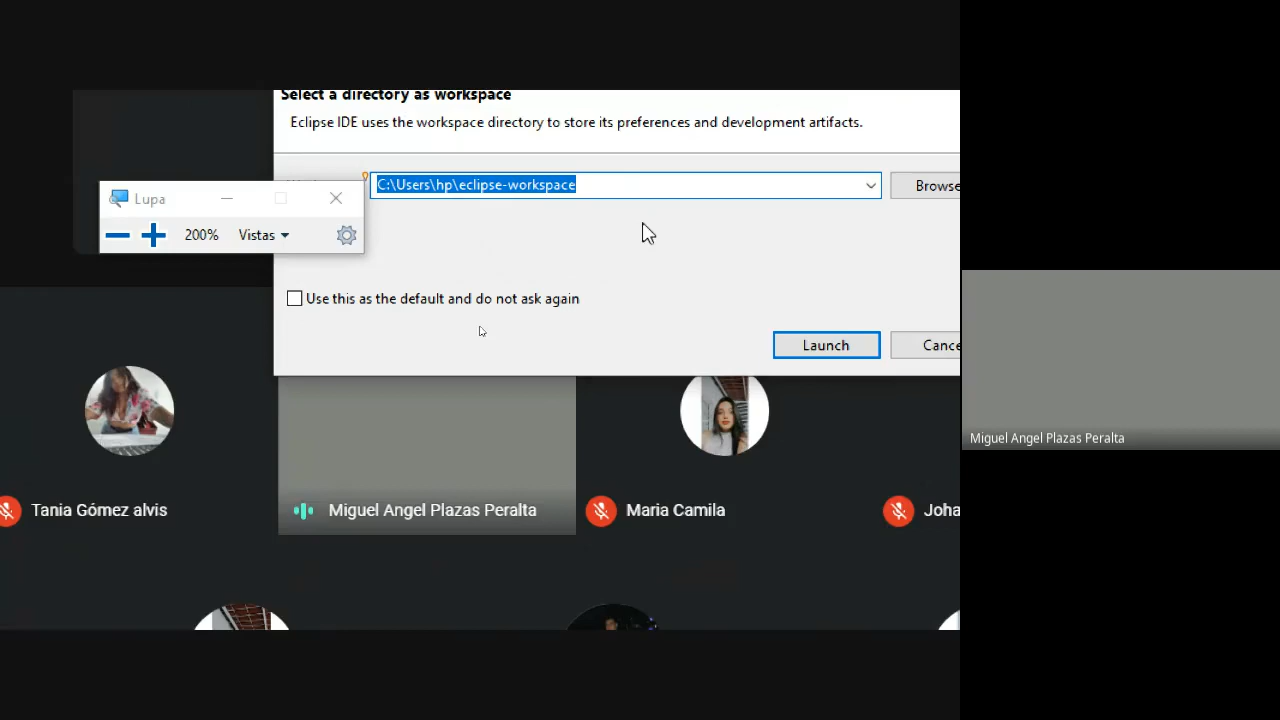 Select a directory as workspace
Eclipse IDE uses the workspace directory to store its preferences and development artifacts.
C:\Users\hp\eclipse-workspace
Browse
Lupa
200% Vistas
Use this as the default and do not ask again
Launch
Cance
Miguel Angel Plazas Peralta
Tania Gómez alvis
Miguel Angel Plazas Peralta
Maria Camila
Joha